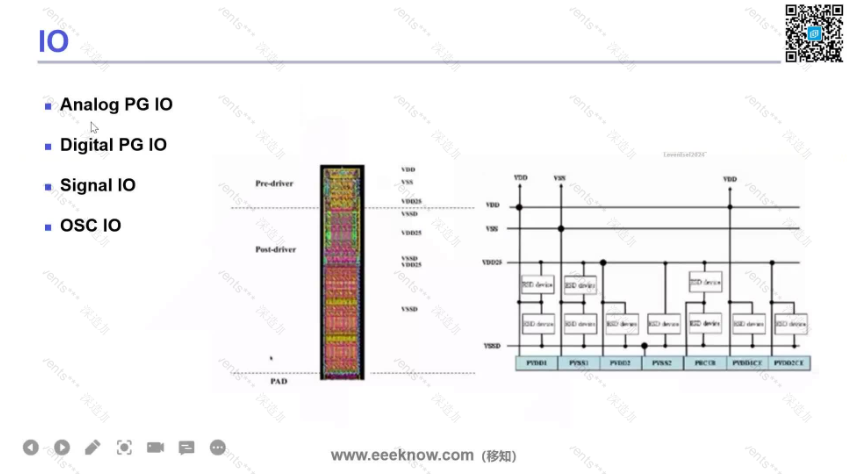 IO
Analog PG IO
Digital PG IO
Signal IO
OSC IO
Pre-driver
Post-driver
PAD
VDD
VSS
VDD25
VSSD
VDD25
VSSD
VDD25
VSSD
VDD
VSS
VDD
VDD
VSS
VDD25
VSSD
ESD device
ESD device
ESD device
ESD device
ESD device
ESD device
ESD device
ESD device
ESD device
ESD device
PVDD1
PVSS1
PVDD2
PVSS2
PVDD1CE
PVDD2CE
www.eeeknow.com (移知)